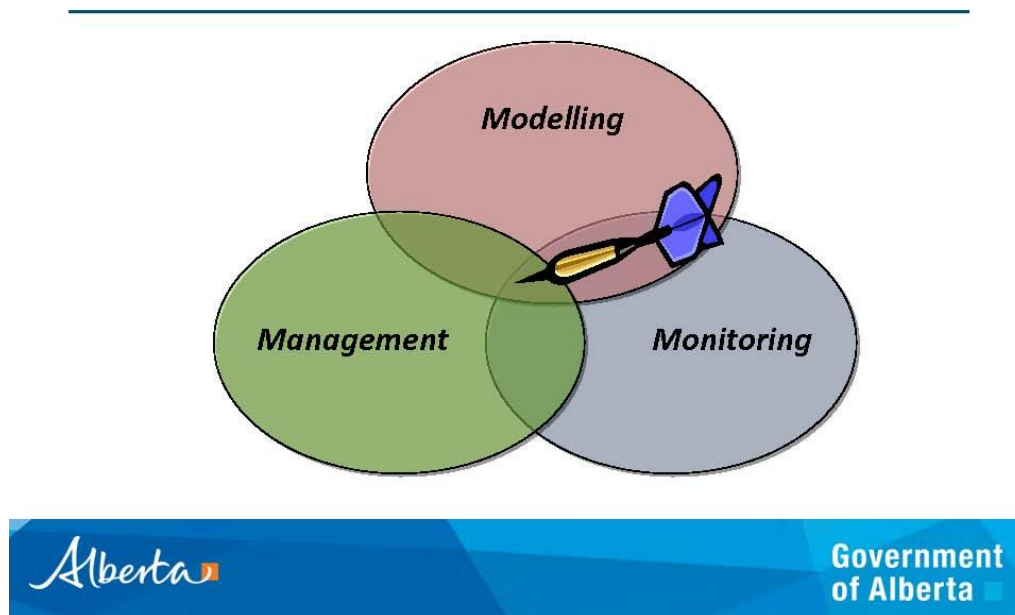 Modelling
Management
Monitoring
Alberta
Government
of Alberta